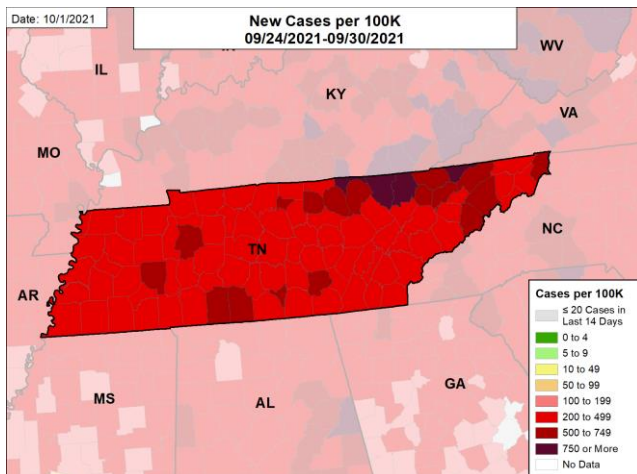 Date: 10/1/2021
New Cases per 100K
09/24/2021-09/30/2021
WV
IL
KY
VA
MO
TN
NC
AR
MS
AL
GA
Cases per 100K
≤ 20 Cases in
Last 14 Days
0 to 4
5 to 9
10 to 49
50 to 99
100 to 199
200 to 499
500 to 749
750 or More
No Data